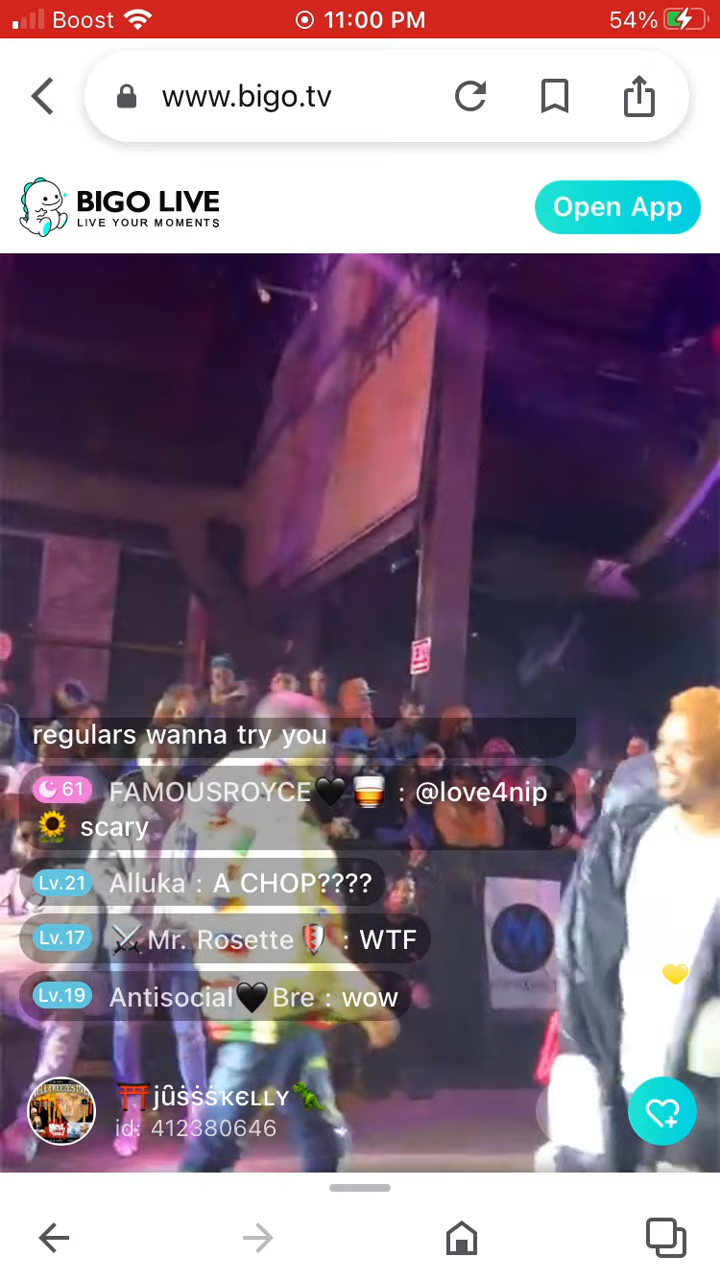 Boost
11:00 PM
54%
www.bigo.tv
BIGO LIVE
LIVE YOUR MOMENTS
Open App
regulars wanna try you
61 FAMOUSROYCE🖤🥃 : @love4nip
🌻 scary
Lv.21 Alluka : A CHOP????
Lv.17 ⚔️Mr. Rosette🛡️ : WTF
Lv.19 Antisocial🖤Bre : wow
⛩️jûṡṡṡĸєʟʟʏ🦖
id: 412380646